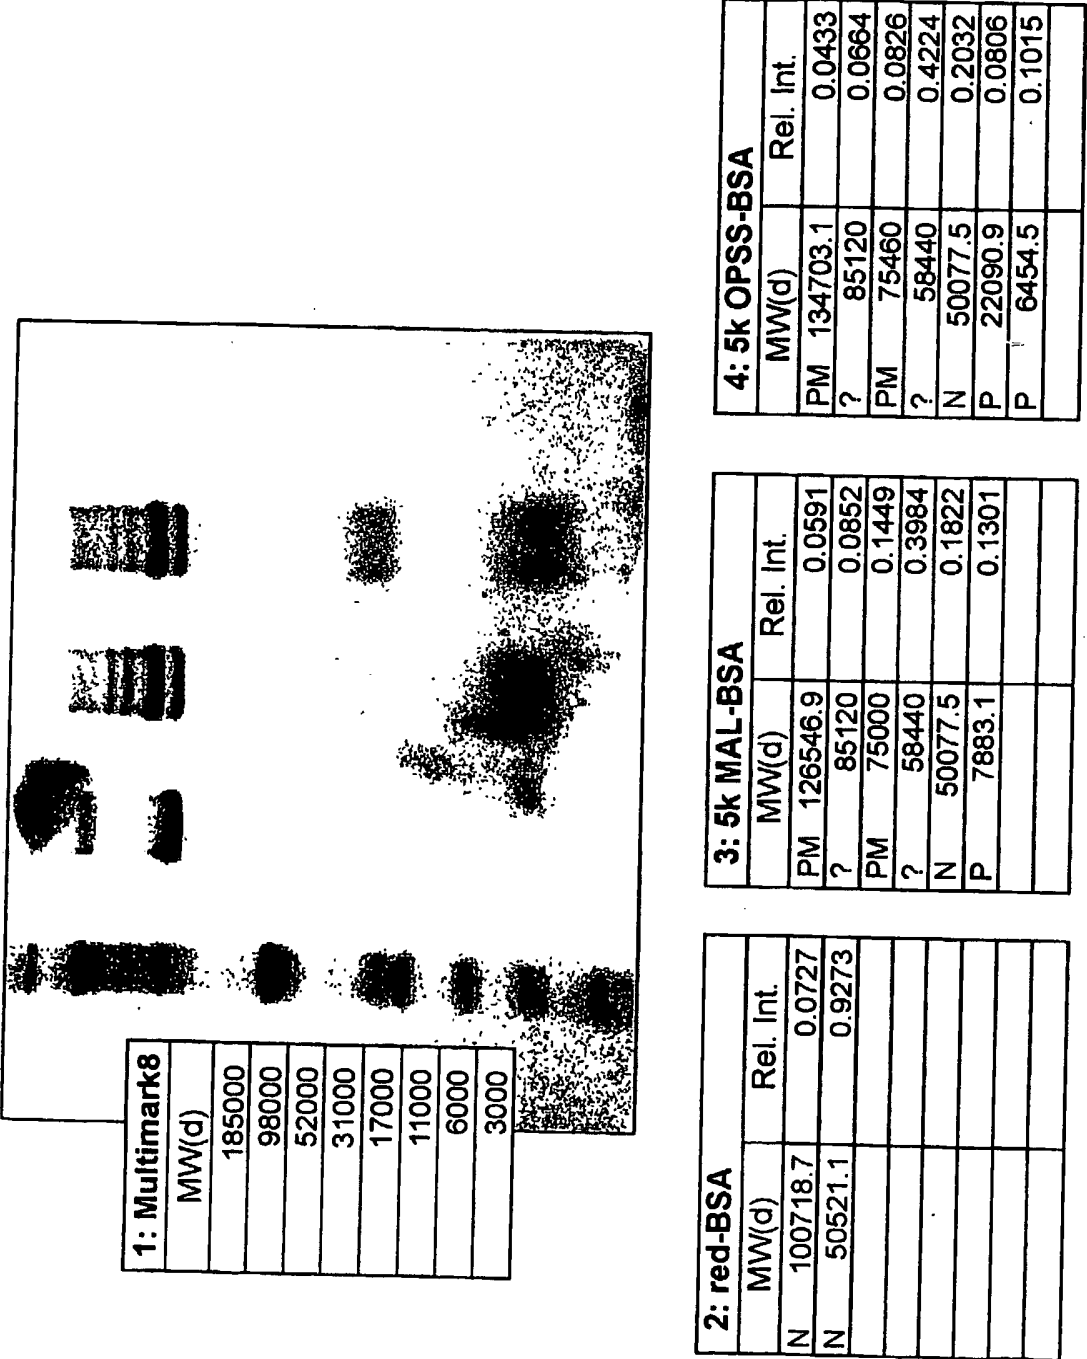 1: Multimark8
MW(d)
185000
98000
52000
31000
17000
11000
6000
3000
2: red-BSA
MW(d) Rel. Int.
N 100718.7 0.0727
N 50521.1 0.9273
3: 5k MAL-BSA
MW(d) Rel. Int.
PM 126546.9 0.0591
? 85120 0.0852
PM 75000 0.1449
? 58440 0.3984
N 50077.5 0.1822
P 7883.1 0.1301
4: 5k OPSS-BSA
MW(d) Rel. Int.
PM 134703.1 0.0433
? 85120 0.0664
PM 75460 0.0826
? 58440 0.4224
N 50077.5 0.2032
P 22090.9 0.0806
P 6454.5 0.1015